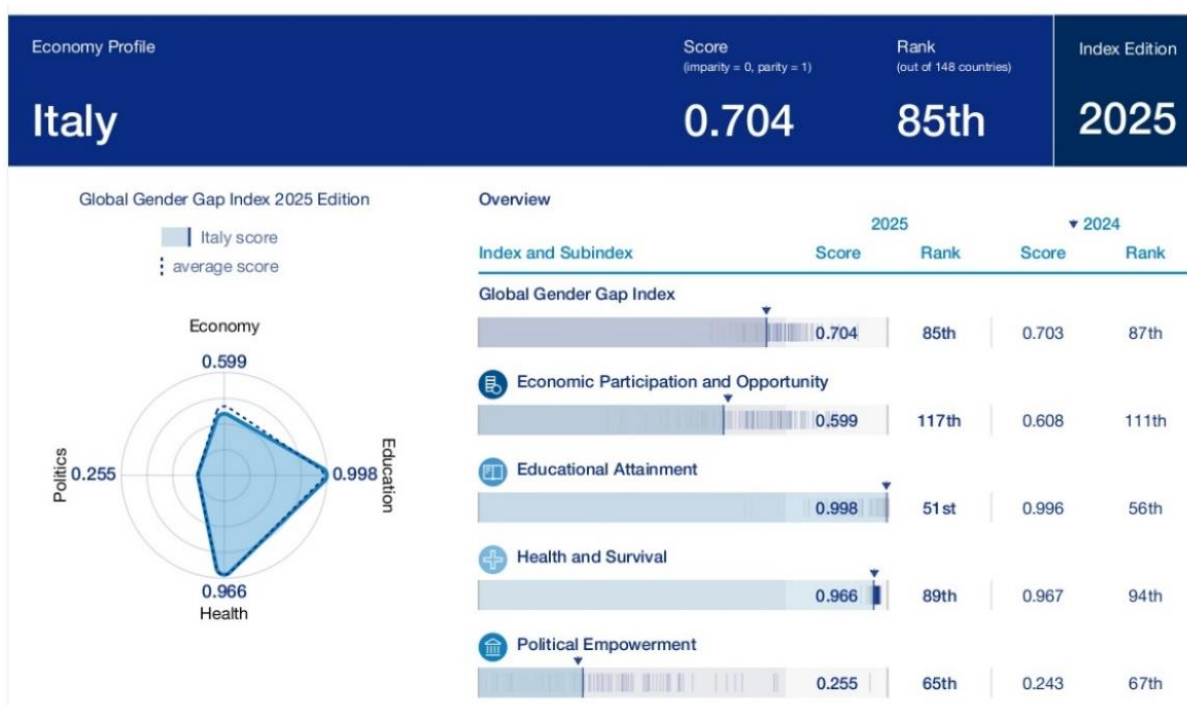 Economy Profile
Italy
Score
(imparity = 0, parity = 1)
0.704
Rank
(out of 148 countries)
85th
Index Edition
2025
Global Gender Gap Index 2025 Edition
Italy score
average score
Economy
0.599
Politics
0.255
0.998
Education
0.966
Health
Overview
2025 2024
Index and Subindex Score Rank Score Rank
Global Gender Gap Index
0.704 85th 0.703 87th
Economic Participation and Opportunity
0.599 117th 0.608 111th
Educational Attainment
0.998 51st 0.996 56th
Health and Survival
0.966 89th 0.967 94th
Political Empowerment
0.255 65th 0.243 67th